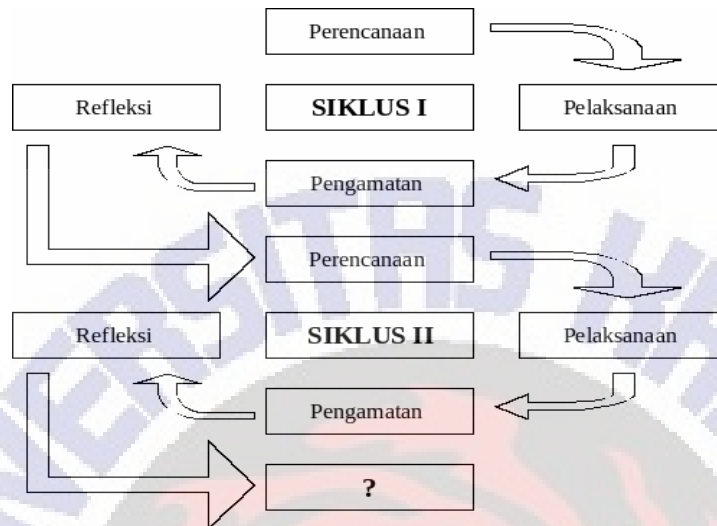 Perencanaan
Refleksi
SIKLUS I
Pelaksanaan
Pengamatan
Perencanaan
Refleksi
SIKLUS II
Pelaksanaan
Pengamatan
?